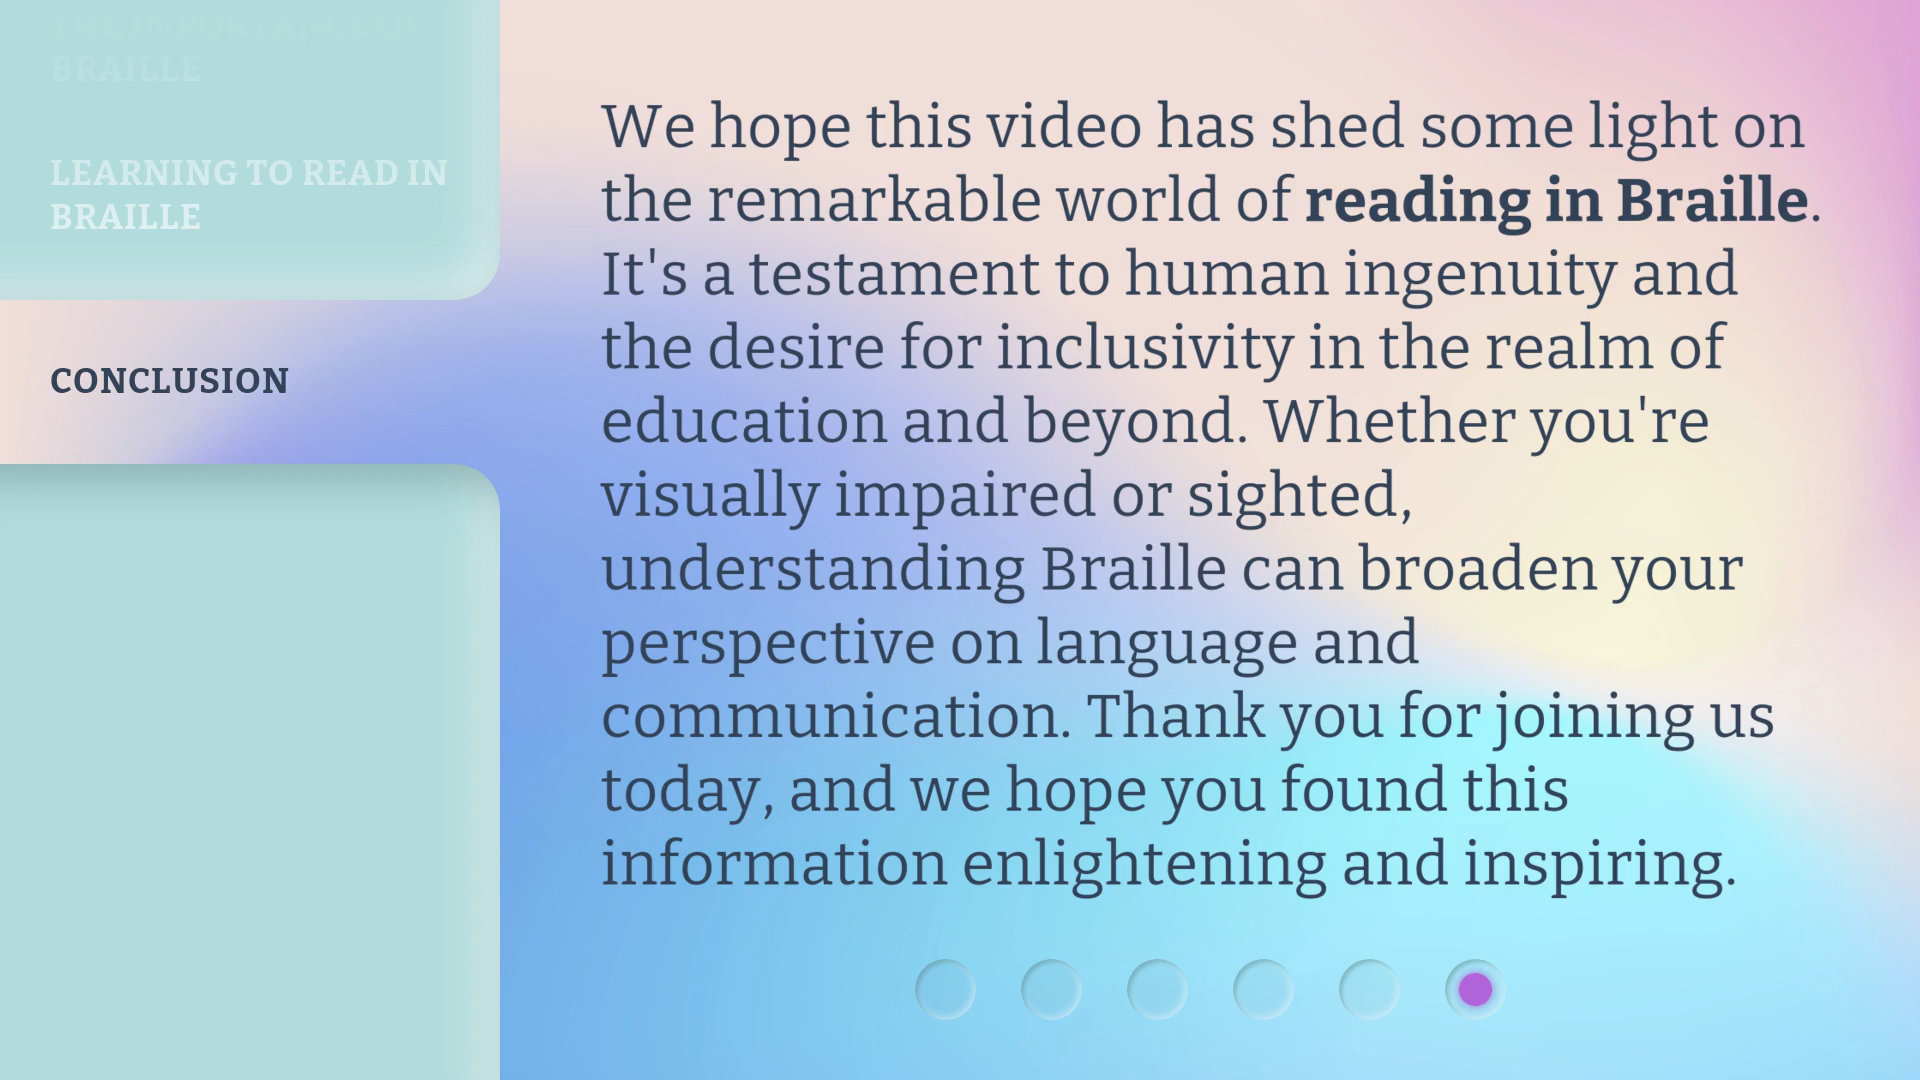 THE IMPORTANCE OF
BRAILLE
LEARNING TO READ IN
BRAILLE
CONCLUSION
We hope this video has shed some light on
the remarkable world of reading in Braille.
It's a testament to human ingenuity and
the desire for inclusivity in the realm of
education and beyond. Whether you're
visually impaired or sighted,
understanding Braille can broaden your
perspective on language and
communication. Thank you for joining us
today, and we hope you found this
information enlightening and inspiring.